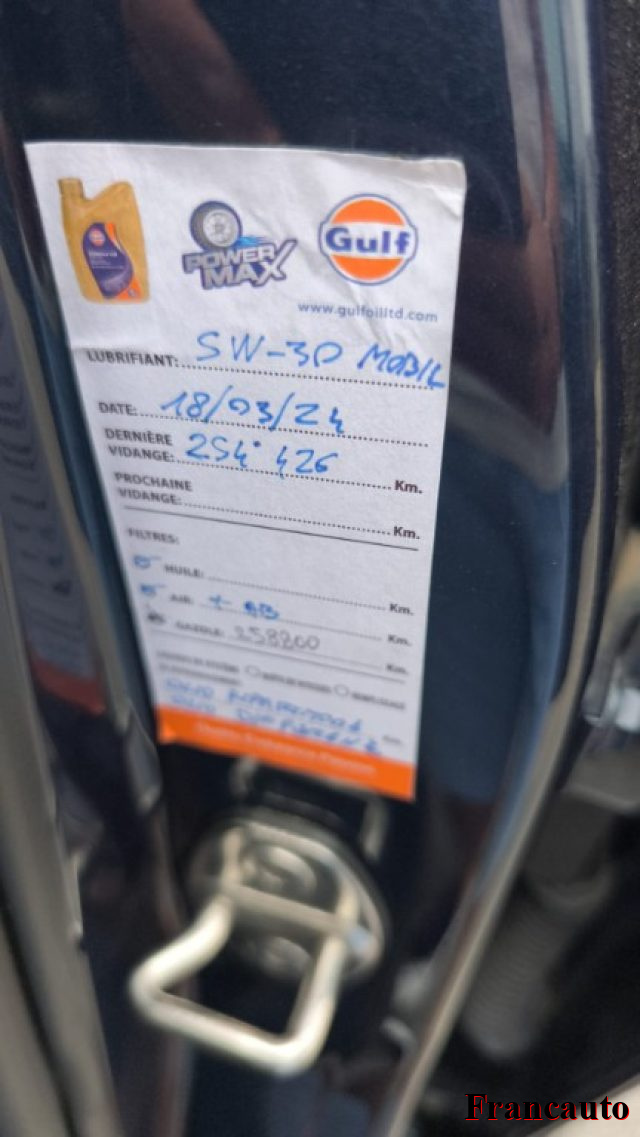 POWER
MAX
Gulf
www.gulfoilltd.com
LUBRIFIANT: 5W-30 MOBIL
DATE: 18/03/24
DERNIÈRE
VIDANGE: 254 426 Km.
PROCHAINE
VIDANGE: Km.
FILTRES:
HUILE: Km.
AIR: Km.
GAZOLE: 258200 Km.
Francauto